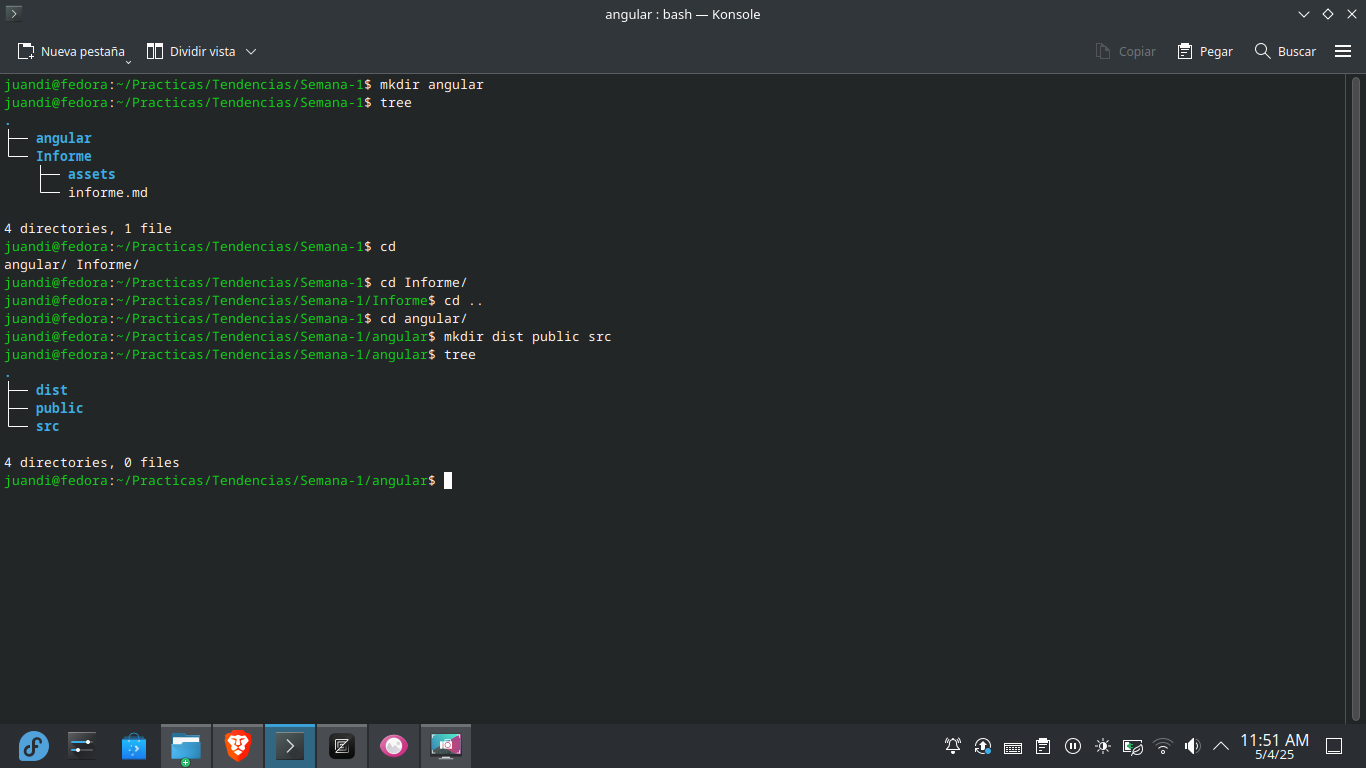 angular : bash — Konsole
Nueva pestaña
Dividir vista
Copiar
Pegar
Buscar
juandi@fedora:~/Practicas/Tendencias/Semana-1$ mkdir angular
juandi@fedora:~/Practicas/Tendencias/Semana-1$ tree
.
├── angular
└── Informe
    ├── assets
    └── informe.md
4 directories, 1 file
juandi@fedora:~/Practicas/Tendencias/Semana-1$ cd
angular/ Informe/
juandi@fedora:~/Practicas/Tendencias/Semana-1$ cd Informe/
juandi@fedora:~/Practicas/Tendencias/Semana-1/Informe$ cd ..
juandi@fedora:~/Practicas/Tendencias/Semana-1$ cd angular/
juandi@fedora:~/Practicas/Tendencias/Semana-1/angular$ mkdir dist public src
juandi@fedora:~/Practicas/Tendencias/Semana-1/angular$ tree
.
├── dist
├── public
└── src
4 directories, 0 files
juandi@fedora:~/Practicas/Tendencias/Semana-1/angular$
11:51 AM
5/4/25